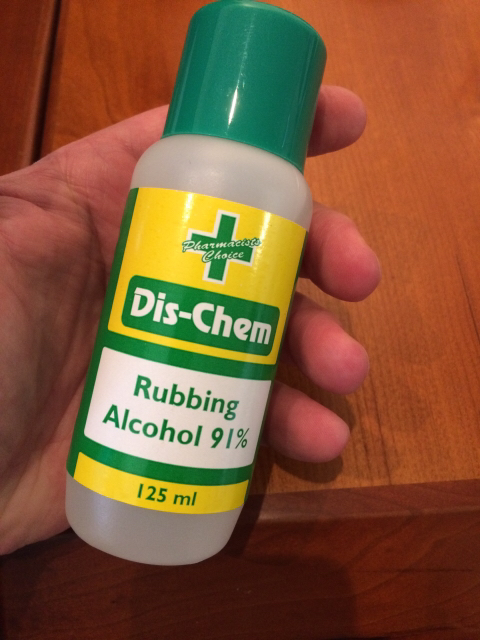 Pharmacists
Choice
Dis-Chem
Rubbing
Alcohol 91%
125 ml